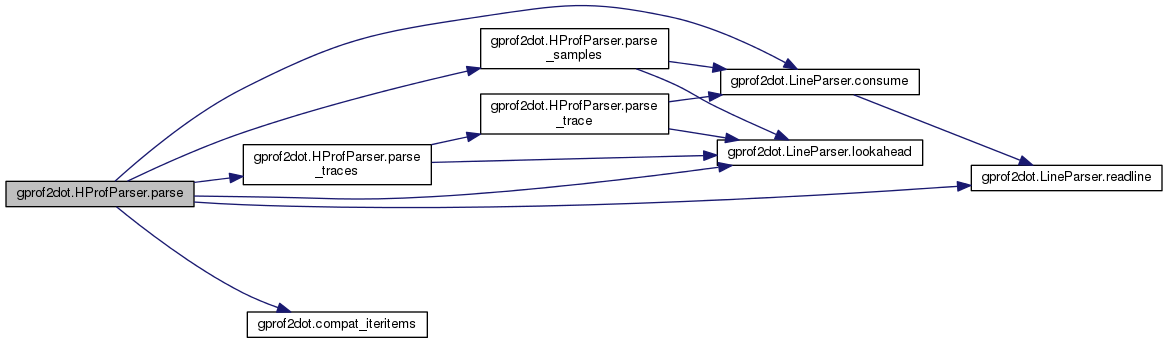 gprof2dot.HProfParser.parse
gprof2dot.HProfParser.parse
_traces
gprof2dot.HProfParser.parse
_samples
gprof2dot.HProfParser.parse
_trace
gprof2dot.LineParser.consume
gprof2dot.LineParser.lookahead
gprof2dot.LineParser.readline
gprof2dot.compat_iteritems